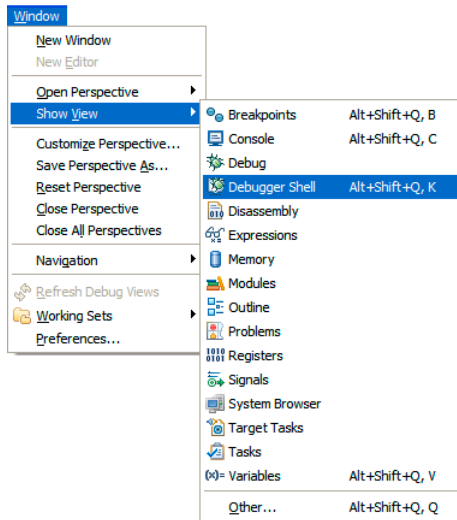 Window
New Window
New Editor
Open Perspective
Show View
Customize Perspective...
Save Perspective As...
Reset Perspective
Close Perspective
Close All Perspectives
Navigation
Refresh Debug Views
Working Sets
Preferences...
Breakpoints Alt+Shift+Q, B
Console Alt+Shift+Q, C
Debug
Debugger Shell Alt+Shift+Q, K
Disassembly
Expressions
Memory
Modules
Outline
Problems
Registers
Signals
System Browser
Target Tasks
Tasks
(x)= Variables Alt+Shift+Q, V
Other... Alt+Shift+Q, Q